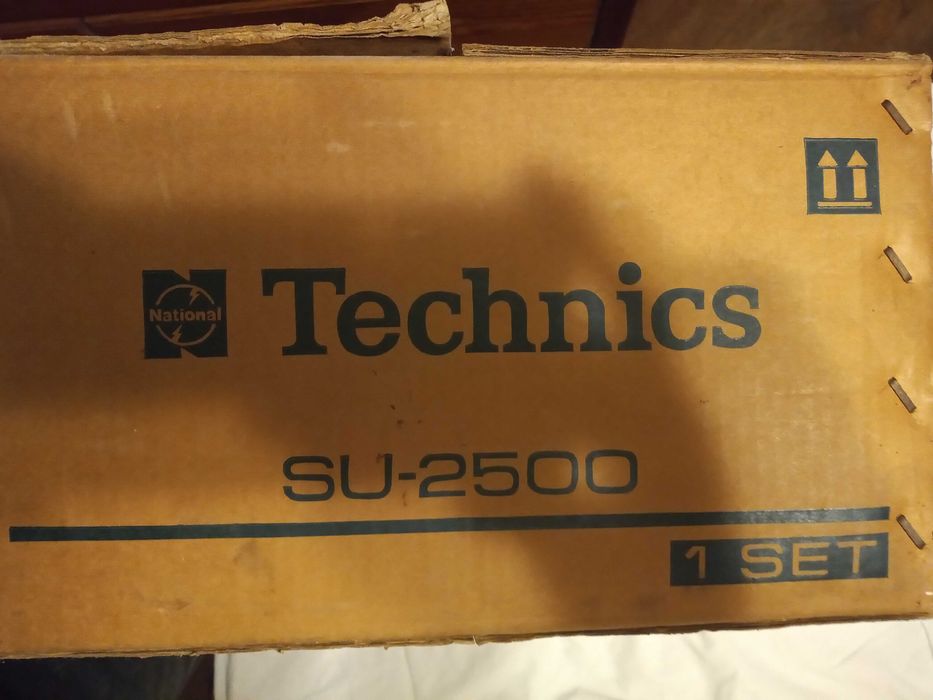 National Technics
SU-2500
1 SET